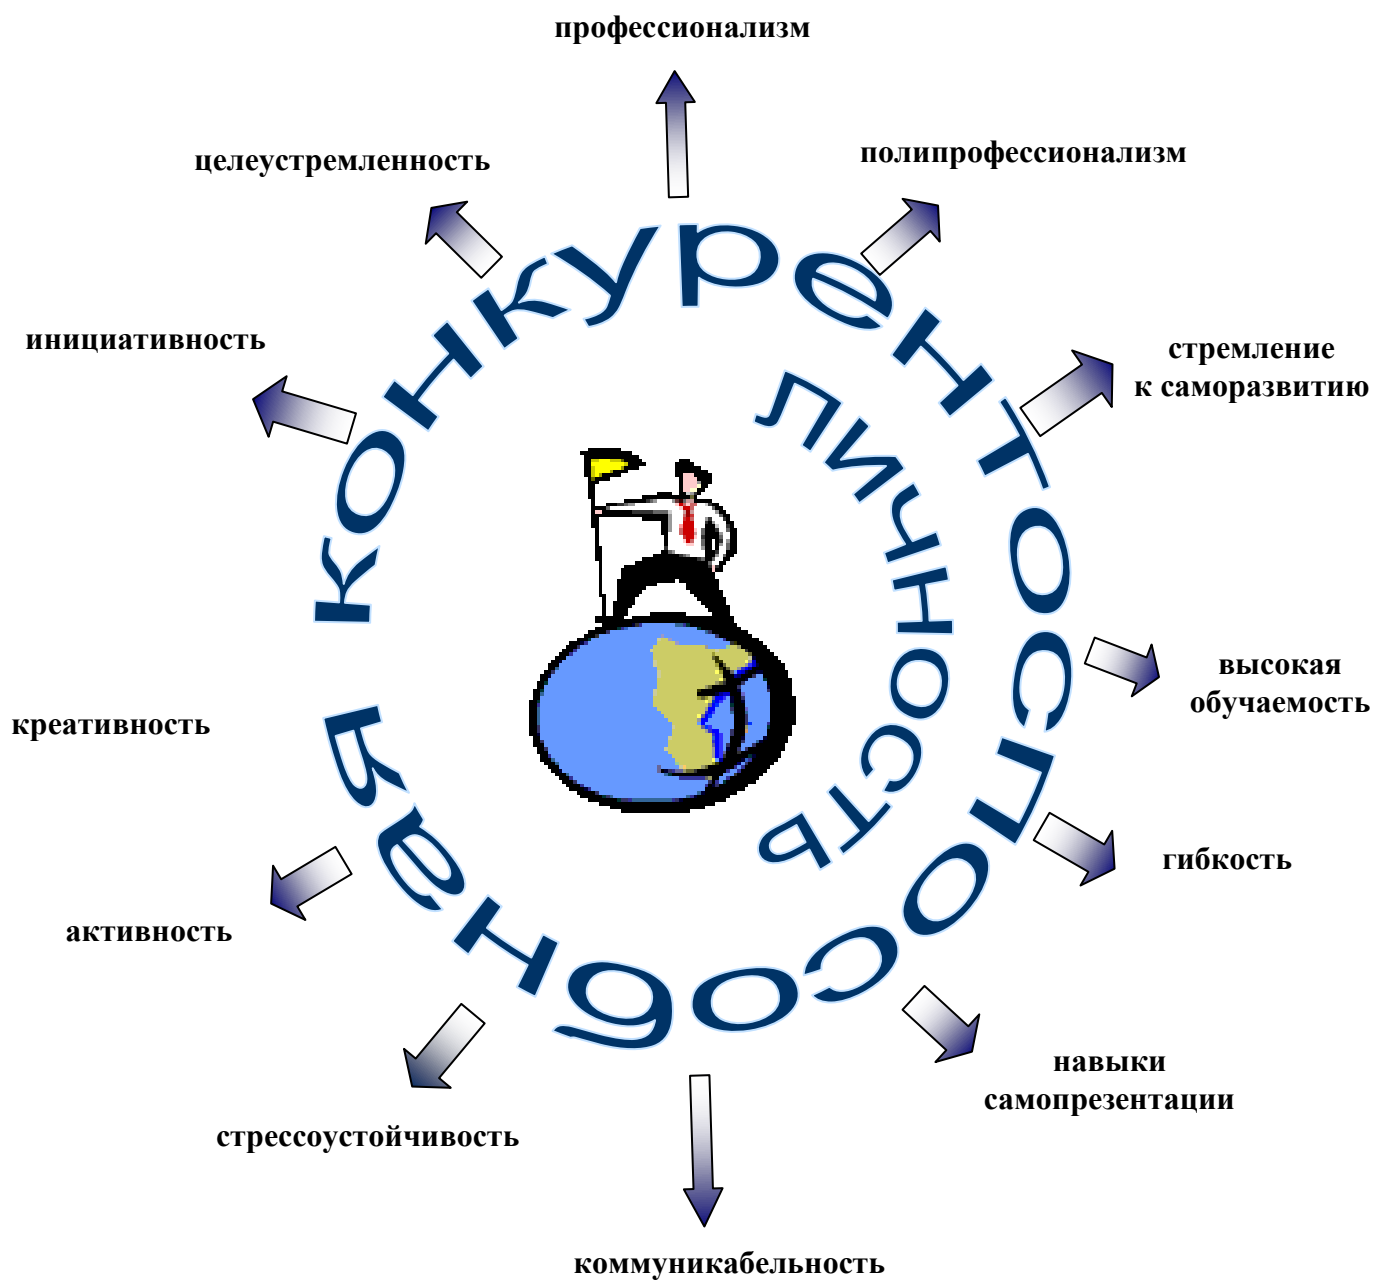 профессионализм
целеустремленность
полипрофессионализм
инициативность
стремление
к саморазвитию
конкурентоспособная
личность
высокая
обучаемость
креативность
гибкость
активность
навыки
самопрезентации
стрессоустойчивость
коммуникабельность